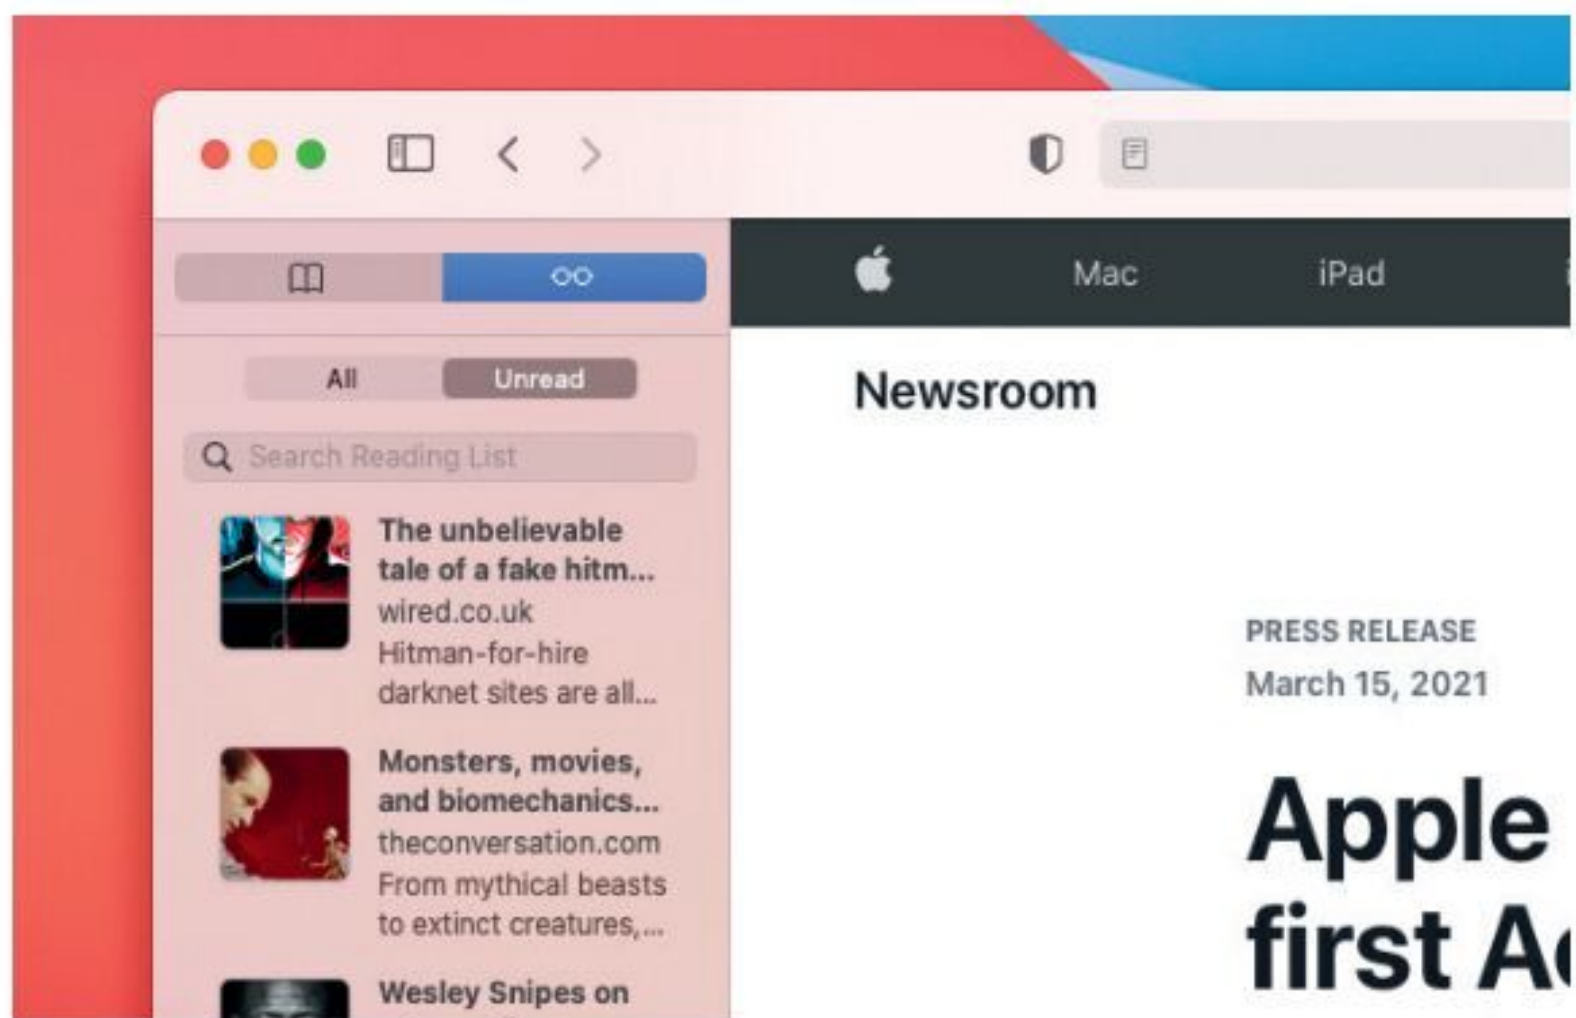 Mac
iPad
All
Unread
Search Reading List
The unbelievable
tale of a fake hitm...
wired.co.uk
Hitman-for-hire
darknet sites are all...
Monsters, movies,
and biomechanics...
theconversation.com
From mythical beasts
to extinct creatures,...
Wesley Snipes on
Newsroom
PRESS RELEASE
March 15, 2021
Apple
first